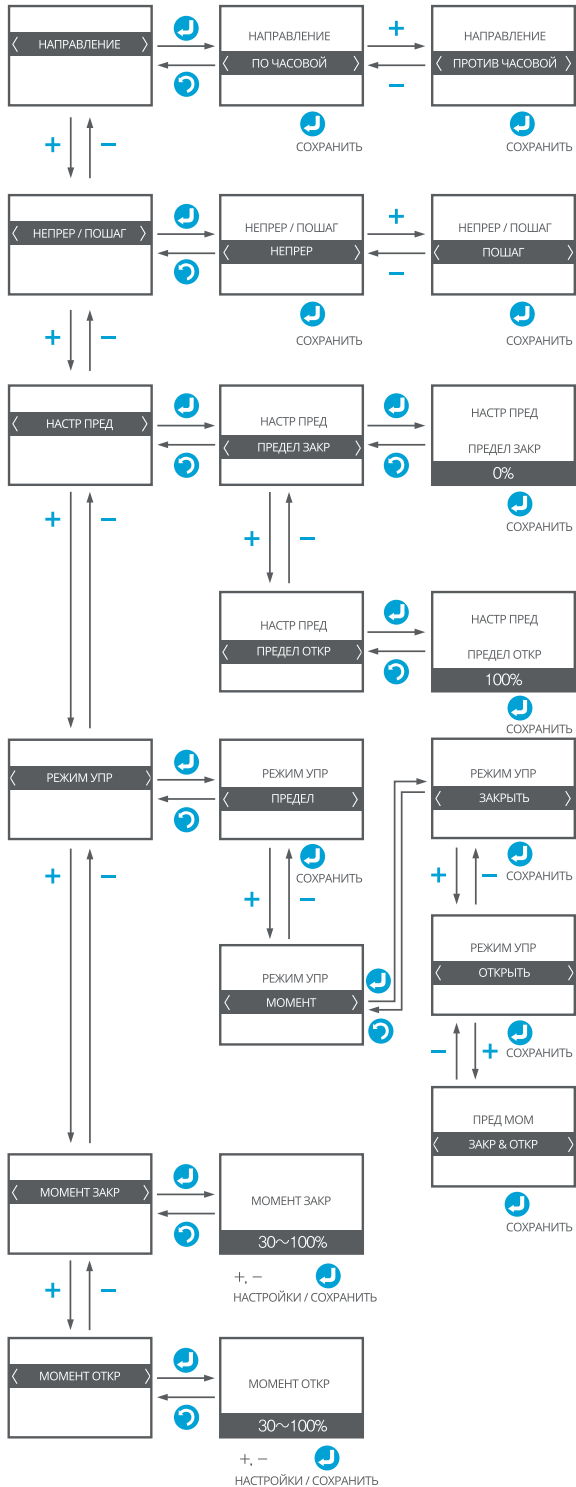 НАПРАВЛЕНИЕ
НАПРАВЛЕНИЕ
ПО ЧАСОВОЙ
+
−
НАПРАВЛЕНИЕ
ПРОТИВ ЧАСОВОЙ
СОХРАНИТЬ
СОХРАНИТЬ
+ −
НЕПРЕР / ПОШАГ
НЕПРЕР / ПОШАГ
НЕПРЕР
+
−
НЕПРЕР / ПОШАГ
ПОШАГ
СОХРАНИТЬ
СОХРАНИТЬ
+ −
НАСТР ПРЕД
НАСТР ПРЕД
ПРЕДЕЛ ЗАКР
НАСТР ПРЕД
ПРЕДЕЛ ЗАКР
0%
СОХРАНИТЬ
+ −
+ −
НАСТР ПРЕД
ПРЕДЕЛ ОТКР
НАСТР ПРЕД
ПРЕДЕЛ ОТКР
100%
СОХРАНИТЬ
РЕЖИМ УПР
РЕЖИМ УПР
ПРЕДЕЛ
СОХРАНИТЬ
РЕЖИМ УПР
ЗАКРЫТЬ
СОХРАНИТЬ
+ −
+ −
+ −
РЕЖИМ УПР
МОМЕНТ
РЕЖИМ УПР
ОТКРЫТЬ
СОХРАНИТЬ
− +
ПРЕД МОМ
ЗАКР & ОТКР
СОХРАНИТЬ
МОМЕНТ ЗАКР
МОМЕНТ ЗАКР
30～100%
+, −
НАСТРОЙКИ / СОХРАНИТЬ
+ −
МОМЕНТ ОТКР
МОМЕНТ ОТКР
30～100%
+, −
НАСТРОЙКИ / СОХРАНИТЬ